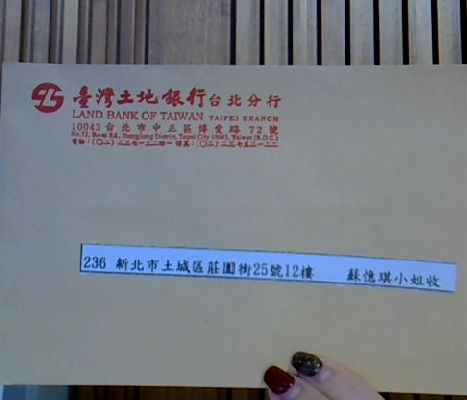 臺灣土地銀行台北分行
LAND BANK OF TAIWAN TAIPEI BRANCH
10043台北市中正區博愛路 72 號
236 新北市土城區莊園街25號12樓 蘇憶琪小姐收